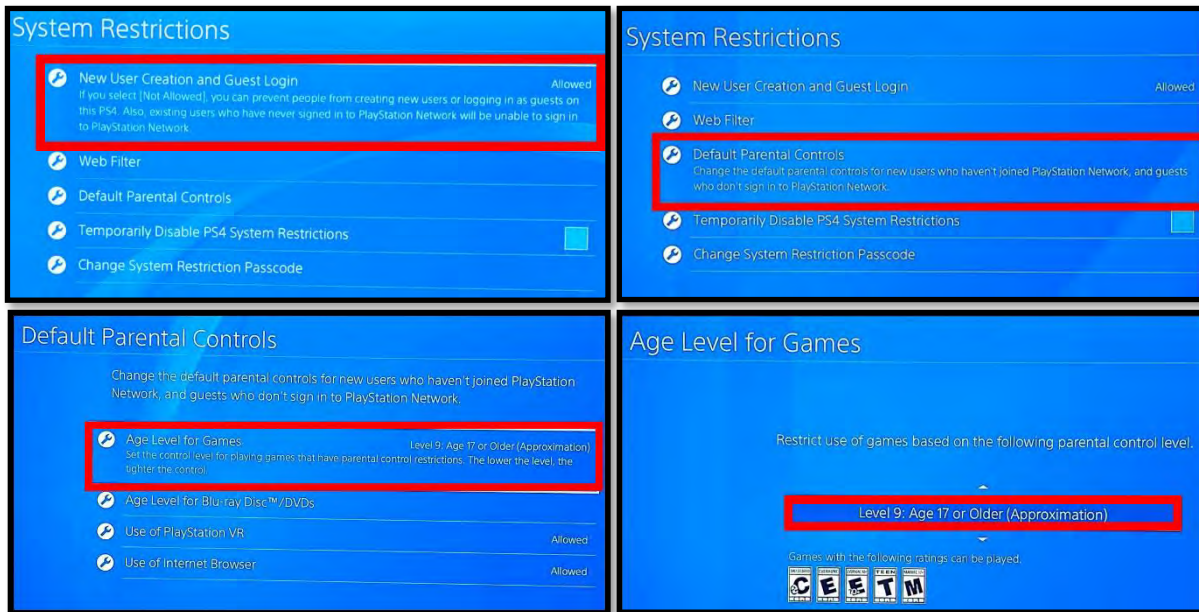 System Restrictions
New User Creation and Guest Login Allowed
If you select [Not Allowed], you can prevent people from creating new users or logging in as guests on
this PS4. Also, existing users who have never signed in to PlayStation Network will be unable to sign in
to PlayStation Network.
Web Filter
Default Parental Controls
Temporarily Disable PS4 System Restrictions
Change System Restriction Passcode
System Restrictions
New User Creation and Guest Login Allowed
Web Filter
Default Parental Controls
Change the default parental controls for new users who haven't joined PlayStation Network, and guests
who don't sign in to PlayStation Network.
Temporarily Disable PS4 System Restrictions
Change System Restriction Passcode
Default Parental Controls
Change the default parental controls for new users who haven't joined PlayStation
Network, and guests who don't sign in to PlayStation Network.
Age Level for Games Level 9: Age 17 or Older (Approximation)
Set the control level for playing games that have parental control restrictions. The lower the level, the
tighter the control.
Age Level for Blu-ray Disc™/DVDs
Use of PlayStation VR Allowed
Use of Internet Browser Allowed
Age Level for Games
Restrict use of games based on the following parental control level.
Level 9: Age 17 or Older (Approximation)
Games with the following ratings can be played.
TEEN
C E E T M